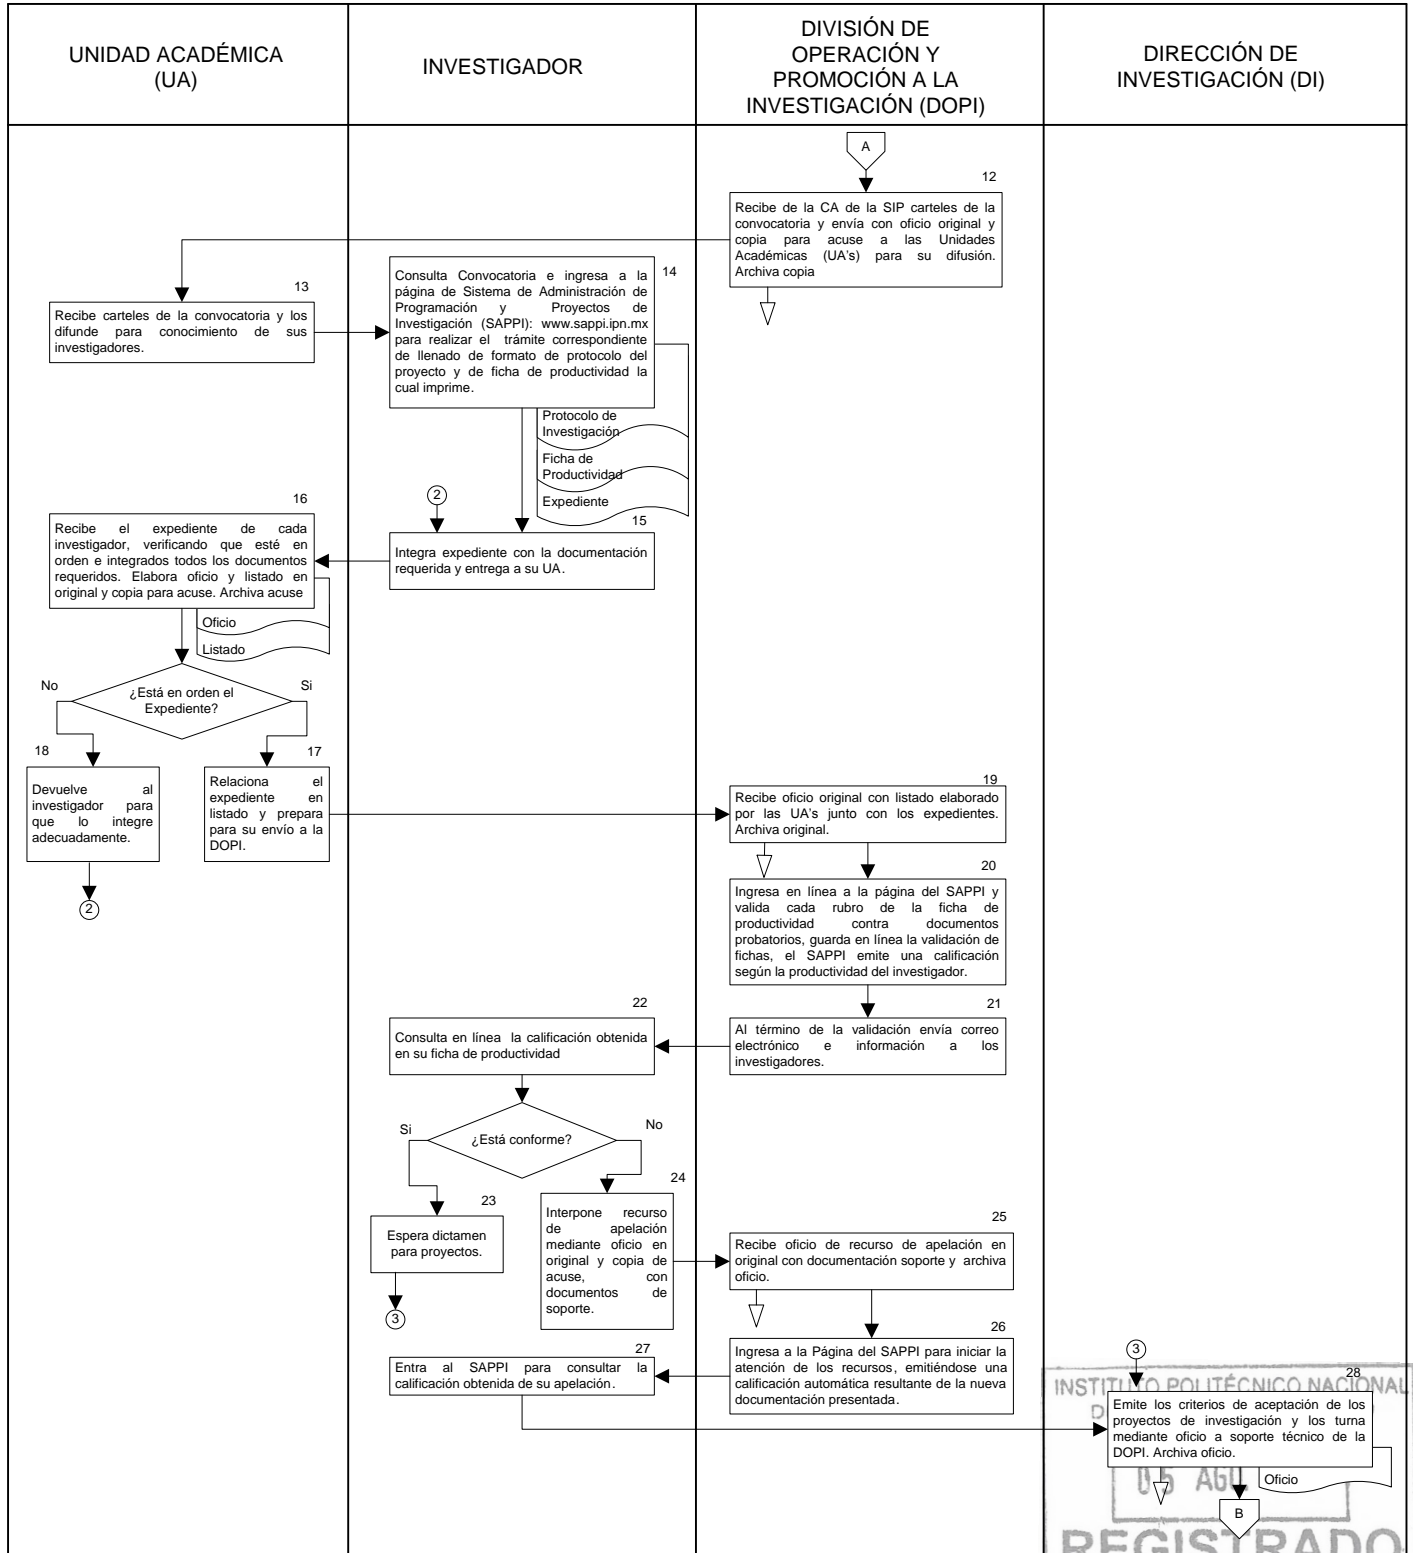 UNIDAD ACADÉMICA
(UA)
INVESTIGADOR
DIVISIÓN DE
OPERACIÓN Y
PROMOCIÓN A LA
INVESTIGACIÓN (DOPI)
DIRECCIÓN DE
INVESTIGACIÓN (DI)
A
12
Recibe de la CA de la SIP carteles de la
convocatoria y envía con oficio original y
copia para acuse a las Unidades
Académicas (UA's) para su difusión.
Archiva copia
13
Recibe carteles de la convocatoria y los
difunde para conocimiento de sus
investigadores.
14
Consulta Convocatoria e ingresa a la
página de Sistema de Administración de
Programación y Proyectos de
Investigación (SAPPI): www.sappi.ipn.mx
para realizar el trámite correspondiente
de llenado de formato de protocolo del
proyecto y de ficha de productividad la
cual imprime.
Protocolo de
Investigación
Ficha de
Productividad
Expediente
2
15
Integra expediente con la documentación
requerida y entrega a su UA.
16
Recibe el expediente de cada
investigador, verificando que esté en
orden e integrados todos los documentos
requeridos. Elabora oficio y listado en
original y copia para acuse. Archiva acuse
Oficio
Listado
¿Está en orden el
Expediente?
No
Si
18
Devuelve al
investigador para
que lo integre
adecuadamente.
2
17
Relaciona el
expediente en
listado y prepara
para su envío a la
DOPI.
19
Recibe oficio original con listado elaborado
por las UA's junto con los expedientes.
Archiva original.
20
Ingresa en línea a la página del SAPPI y
valida cada rubro de la ficha de
productividad contra documentos
probatorios, guarda en línea la validación de
fichas, el SAPPI emite una calificación
según la productividad del investigador.
21
Al término de la validación envía correo
electrónico e información a los
investigadores.
22
Consulta en línea la calificación obtenida
en su ficha de productividad
¿Está conforme?
Si
No
23
Espera dictamen
para proyectos.
3
24
Interpone recurso
de apelación
mediante oficio en
original y copia de
acuse, con
documentos de
soporte.
25
Recibe oficio de recurso de apelación en
original con documentación soporte y archiva
oficio.
26
Ingresa a la Página del SAPPI para iniciar la
atención de los recursos, emitiéndose una
calificación automática resultante de la nueva
documentación presentada.
27
Entra al SAPPI para consultar la
calificación obtenida de su apelación.
3
28
Emite los criterios de aceptación de los
proyectos de investigación y los turna
mediante oficio a soporte técnico de la
DOPI. Archiva oficio.
Oficio
B
INSTITUTO POLITÉCNICO NACIONAL
05 AGO.
REGISTRADO